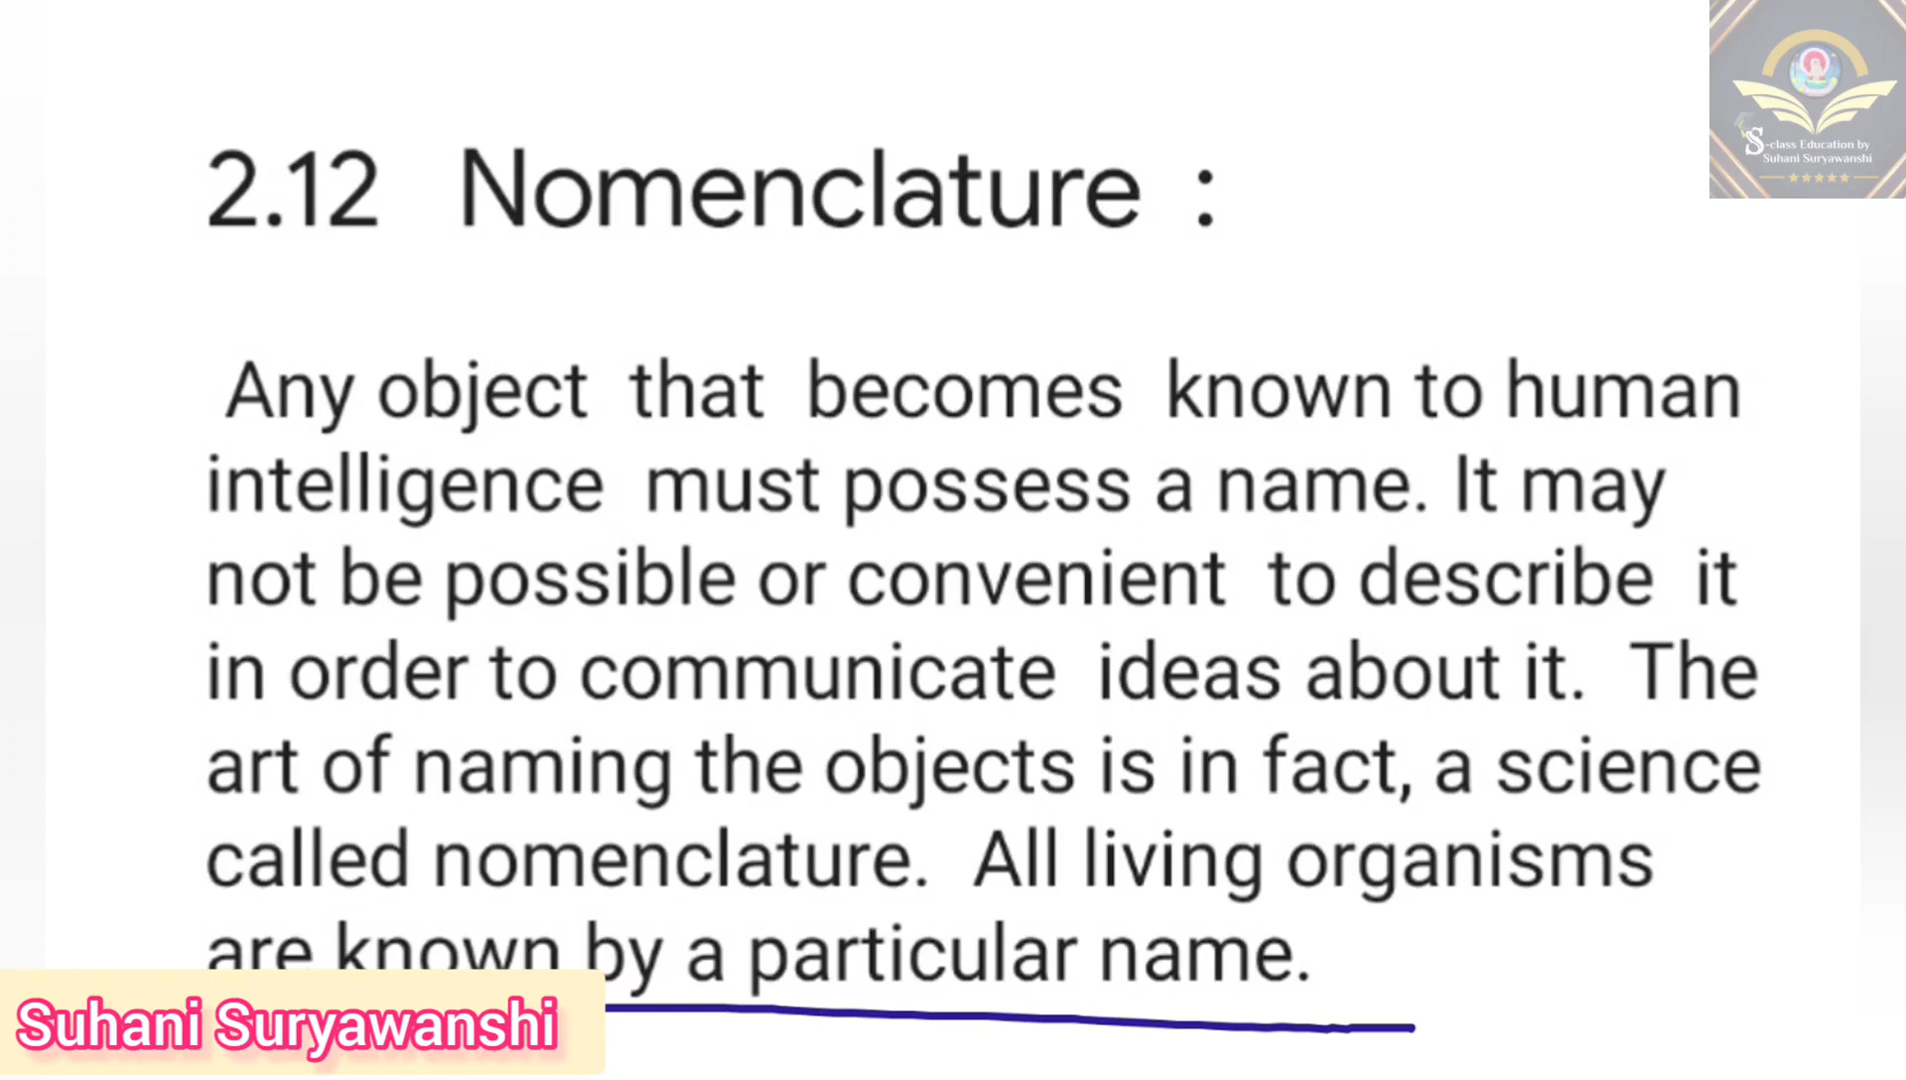 S-class Education by
Suhani Suryawanshi
2.12 Nomenclature :
Any object that becomes known to human
intelligence must possess a name. It may
not be possible or convenient to describe it
in order to communicate ideas about it. The
art of naming the objects is in fact, a science
called nomenclature. All living organisms
are known by a particular name.
Suhani Suryawanshi